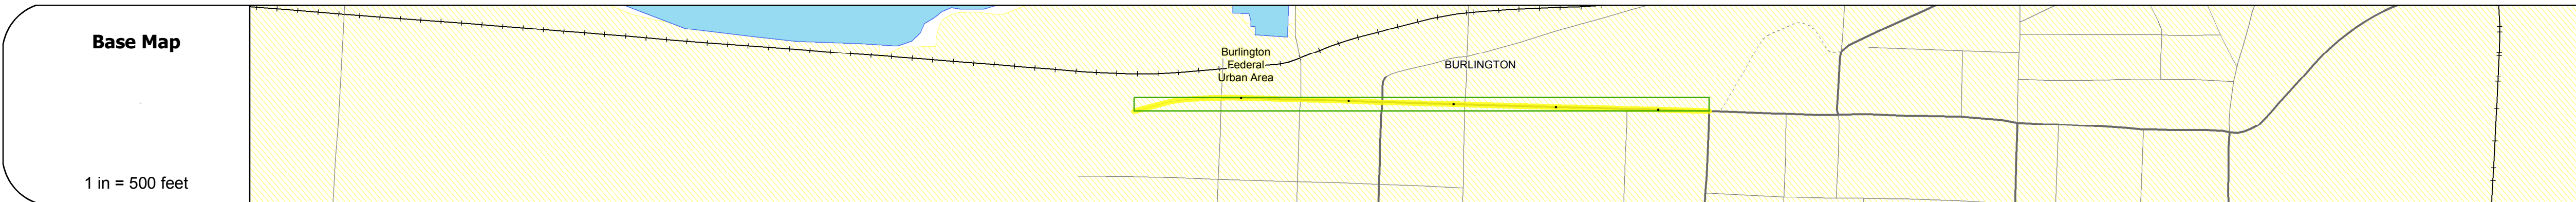 Base Map
1 in = 500 feet
Burlington
Federal
Urban Area
BURLINGTON